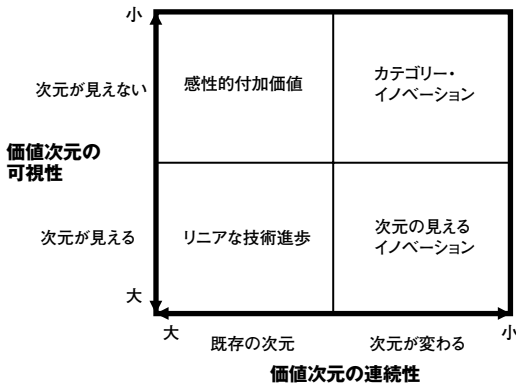 小
次元が見えない
感性的付加価値
カテゴリー・
イノベーション
価値次元の
可視性
次元が見える
リニアな技術進歩
次元の見える
イノベーション
大
大
既存の次元
次元が変わる
小
価値次元の連続性